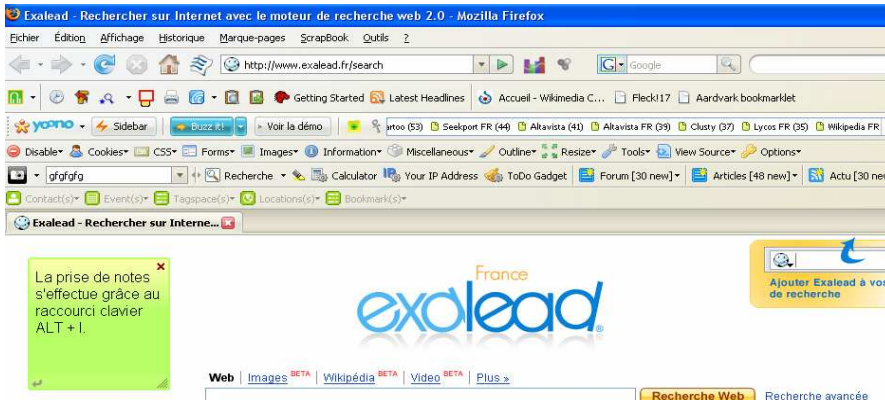 Exalead - Rechercher sur Internet avec le moteur de recherche web 2.0 - Mozilla Firefox
Fichier Édition Affichage Historique Marque-pages ScrapBook Outils ?
http://www.exalead.fr/search G Google
Getting Started Latest Headlines Accueil - Wikimedia C... Fleck!17 Aardvark bookmarklet
yoono Sidebar Buzz it! Voir la démo artoo (53) Seekport FR (44) Altavista (41) Altavista FR (39) Clusty (37) Lycos FR (35) Wikipedia FR
Disable Cookies CSS Forms Images Information Miscellaneous Outline Resize Tools View Source Options
gfgfgfg Recherche Calculator Your IP Address ToDo Gadget Forum [30 new] Articles [48 new] Actu [30 ne
Contact(s) Event(s) Tagspace(s) Locations(s) Bookmark(s)
Exalead - Rechercher sur Interne...
La prise de notes
s'effectue grâce au
raccourci clavier
ALT + I.
France
exalead
Ajouter Exalead à vos
de recherche
Web | Images BETA | Wikipédia BETA | Video BETA | Plus »
Recherche Web Recherche avancée